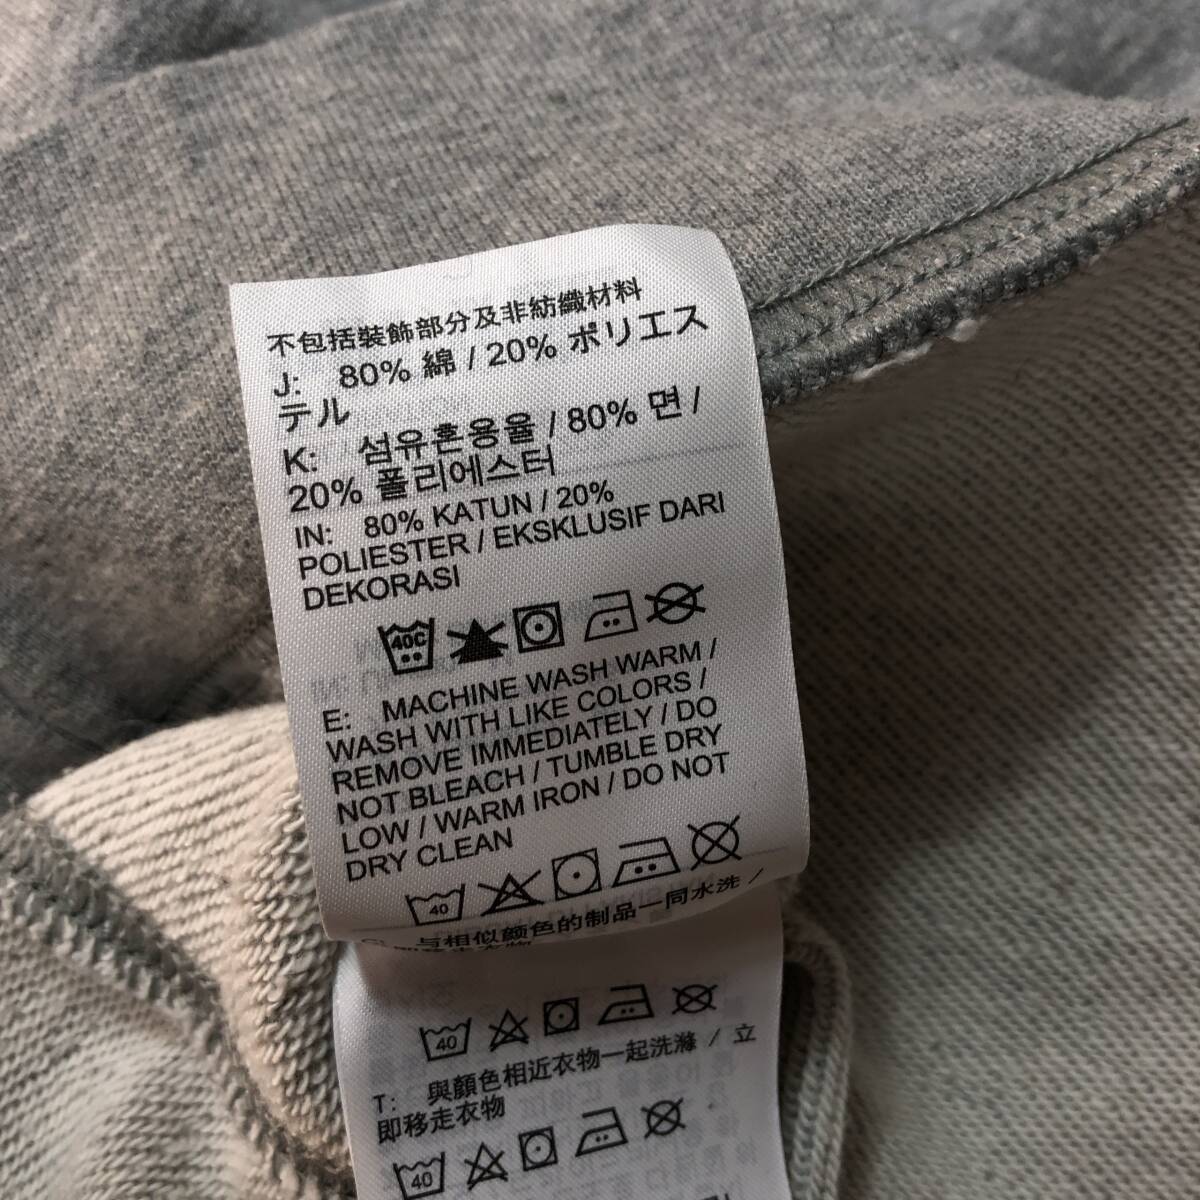 不包括裝飾部分及非紡織材料
J: 80% 綿 / 20% ポリエス
テル
K: 섬유혼용율 / 80% 면 /
20% 폴리에스터
IN: 80% KATUN / 20%
POLIESTER / EKSKLUSIF DARI
DEKORASI
40C
E: MACHINE WASH WARM /
WASH WITH LIKE COLORS /
REMOVE IMMEDIATELY / DO
NOT BLEACH / TUMBLE DRY
LOW / WARM IRON / DO NOT
DRY CLEAN
40
与相似颜色的制品一同水洗 /
40
T: 與顏色相近衣物一起洗滌 / 立
即移走衣物
40